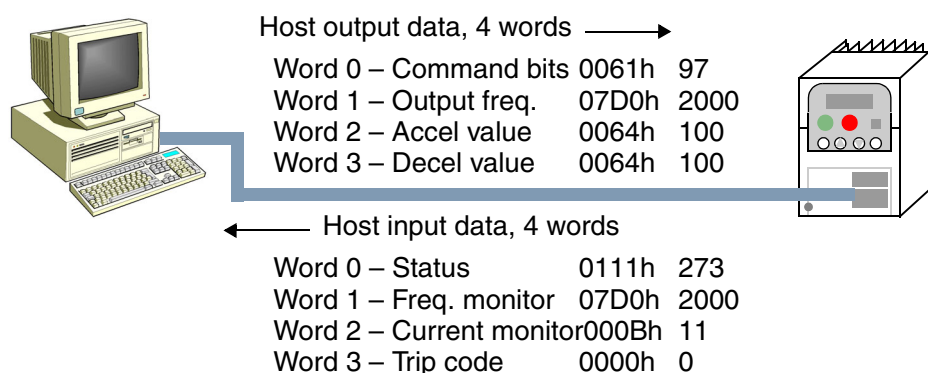 Host output data, 4 words
Word 0 – Command bits 0061h 97
Word 1 – Output freq. 07D0h 2000
Word 2 – Accel value 0064h 100
Word 3 – Decel value 0064h 100
Host input data, 4 words
Word 0 – Status 0111h 273
Word 1 – Freq. monitor 07D0h 2000
Word 2 – Current monitor000Bh 11
Word 3 – Trip code 0000h 0